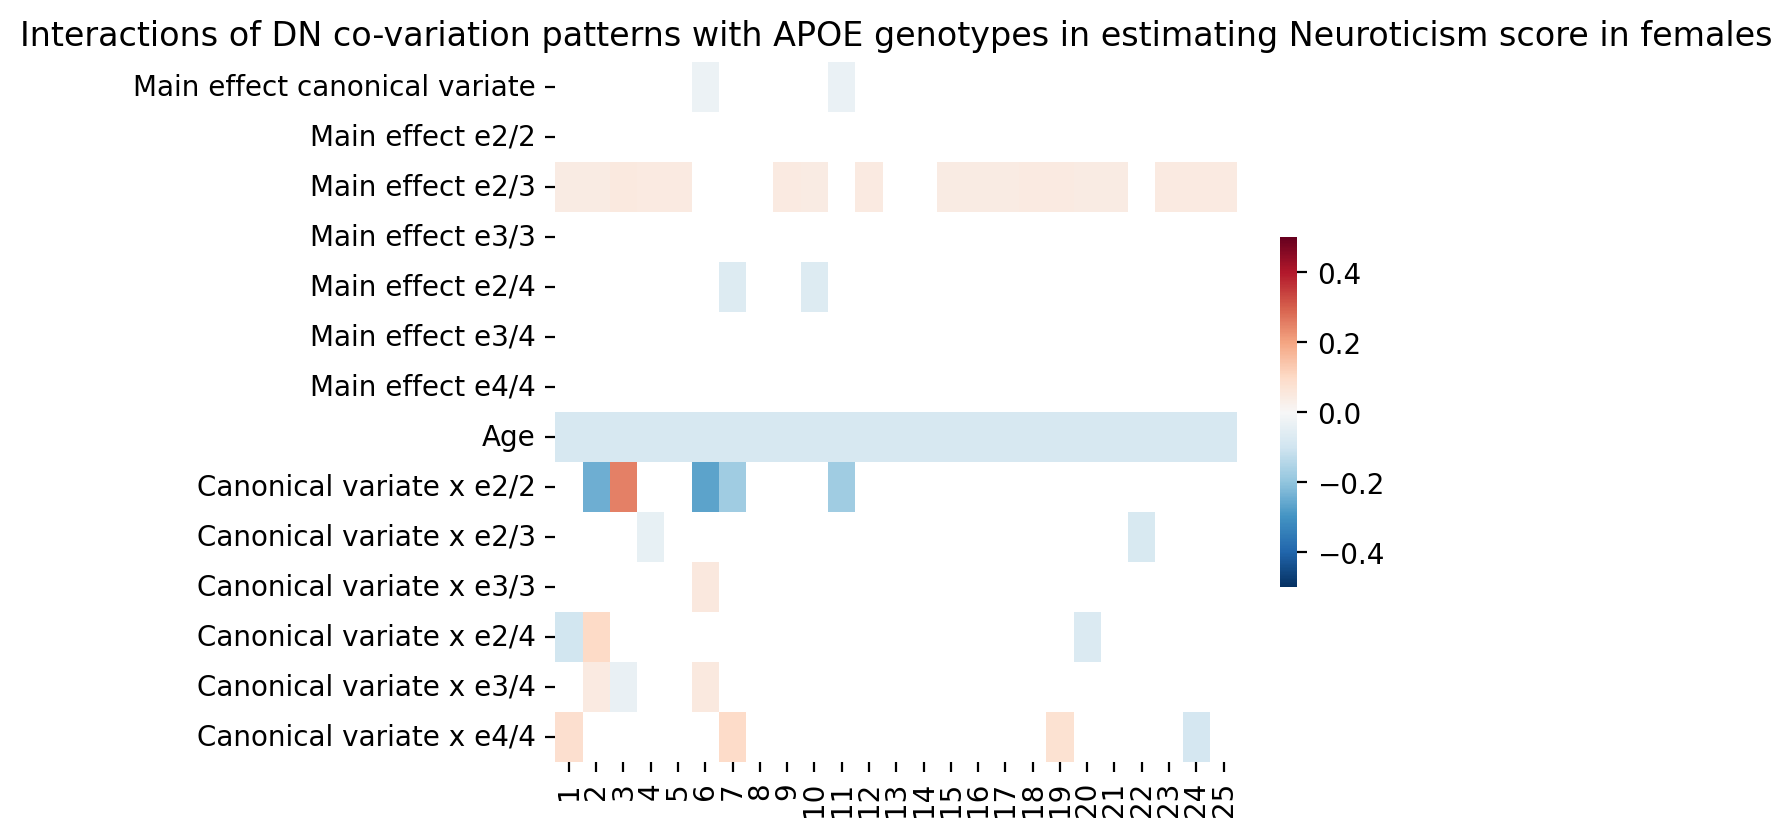 Interactions of DN co-variation patterns with APOE genotypes in estimating Neuroticism score in females
Main effect canonical variate
Main effect e2/2
Main effect e2/3
Main effect e3/3
Main effect e2/4
Main effect e3/4
Main effect e4/4
Age
Canonical variate x e2/2
Canonical variate x e2/3
Canonical variate x e3/3
Canonical variate x e2/4
Canonical variate x e3/4
Canonical variate x e4/4
1 2 3 4 5 6 7 8 9 10 11 12 13 14 15 16 17 18 19 20 21 22 23 24 25
0.4
0.2
0.0
−0.2
−0.4